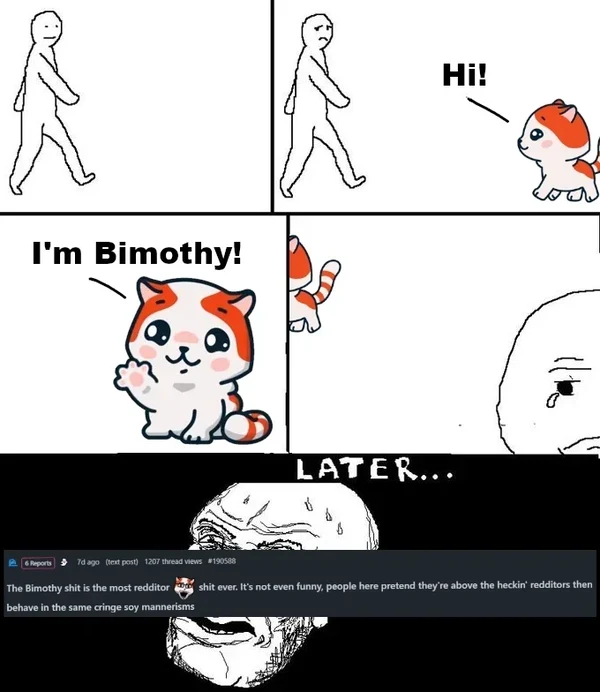 Hi!
I'm Bimothy!
LATER...
6 Reports 7d ago (text post) 1207 thread views #190588
The Bimothy shit is the most redditor shit ever. It's not even funny, people here pretend they're above the heckin' redditors then
behave in the same cringe soy mannerisms